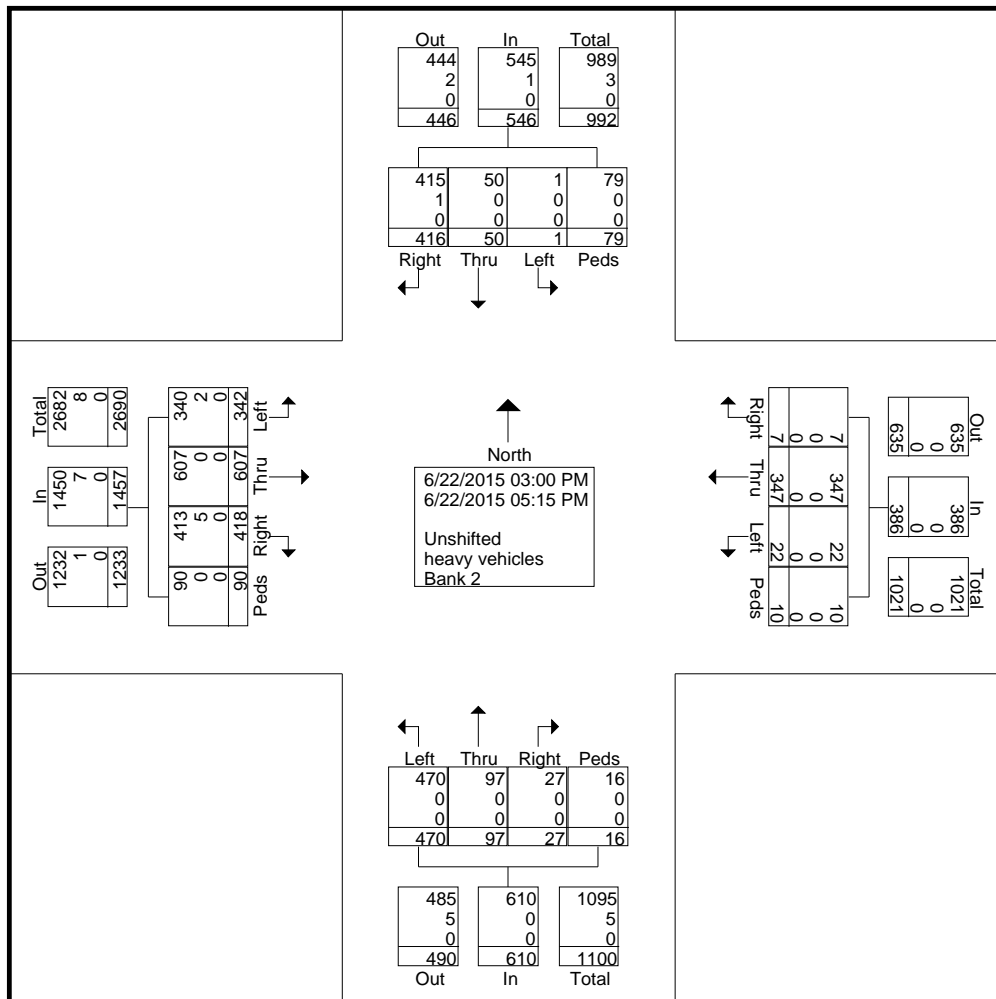 Out In Total
444 545 989
2 1 3
0 0 0
446 546 992
415 50 1 79
1 0 0 0
0 0 0 0
416 50 1 79
Right Thru Left Peds
Total
2682 8 0 2690
In
1450 7 0 1457
Out
1232 1 0 1233
340 2 0 342
Left
607 0 0 607
Thru
413 5 0 418
Right
90 0 0 90
Peds
North
6/22/2015 03:00 PM
6/22/2015 05:15 PM
Unshifted
heavy vehicles
Bank 2
Right
7 0 0 7
Thru
347 0 0 347
Left
22 0 0 22
Peds
10 0 0 10
Out
635 0 0 635
In
386 0 0 386
Total
1021 0 0 1021
Left Thru Right Peds
470 97 27 16
0 0 0 0
0 0 0 0
470 97 27 16
485 610 1095
5 0 5
0 0 0
490 610 1100
Out In Total